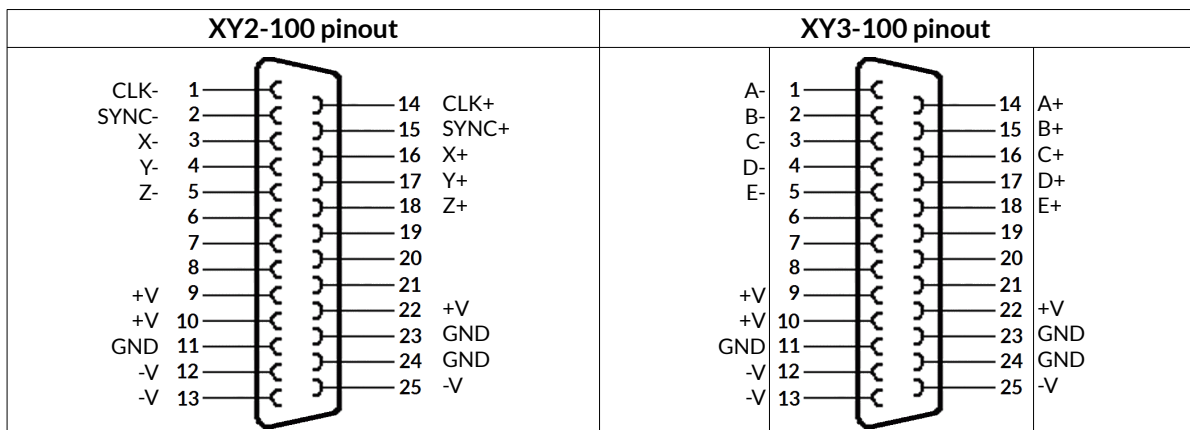 XY2-100 pinout
XY3-100 pinout
CLK- 1
14 CLK+
SYNC- 2
15 SYNC+
X- 3
16 X+
Y- 4
17 Y+
Z- 5
18 Z+
6
19
7
20
8
21
+V 9
22 +V
+V 10
23 GND
GND 11
24 GND
-V 12
25 -V
-V 13
A- 1
14 A+
B- 2
15 B+
C- 3
16 C+
D- 4
17 D+
E- 5
18 E+
6
19
7
20
8
21
+V 9
22 +V
+V 10
23 GND
GND 11
24 GND
-V 12
25 -V
-V 13